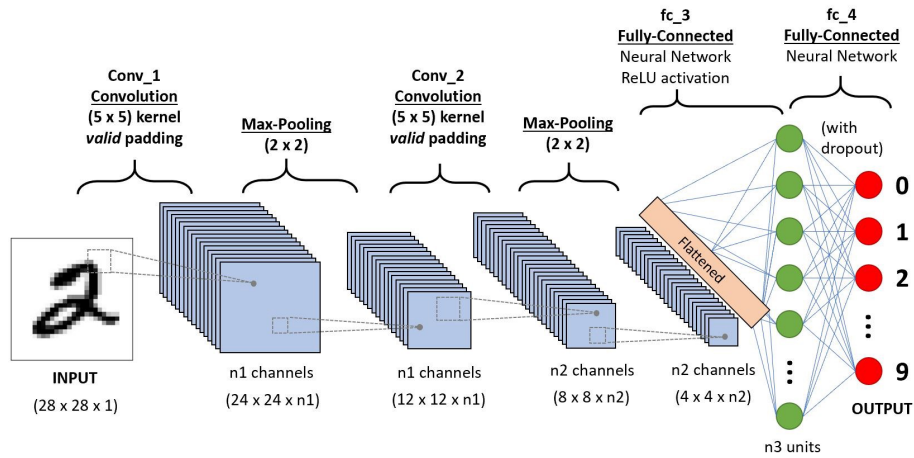 fc_3
Fully-Connected
Neural Network
ReLU activation
fc_4
Fully-Connected
Neural Network
Conv_1
Convolution
(5 x 5) kernel
valid padding
Max-Pooling
(2 x 2)
Conv_2
Convolution
(5 x 5) kernel
valid padding
Max-Pooling
(2 x 2)
(with
dropout)
Flattened
0
1
2
9
2
INPUT
(28 x 28 x 1)
n1 channels
(24 x 24 x n1)
n1 channels
(12 x 12 x n1)
n2 channels
(8 x 8 x n2)
n2 channels
(4 x 4 x n2)
OUTPUT
n3 units